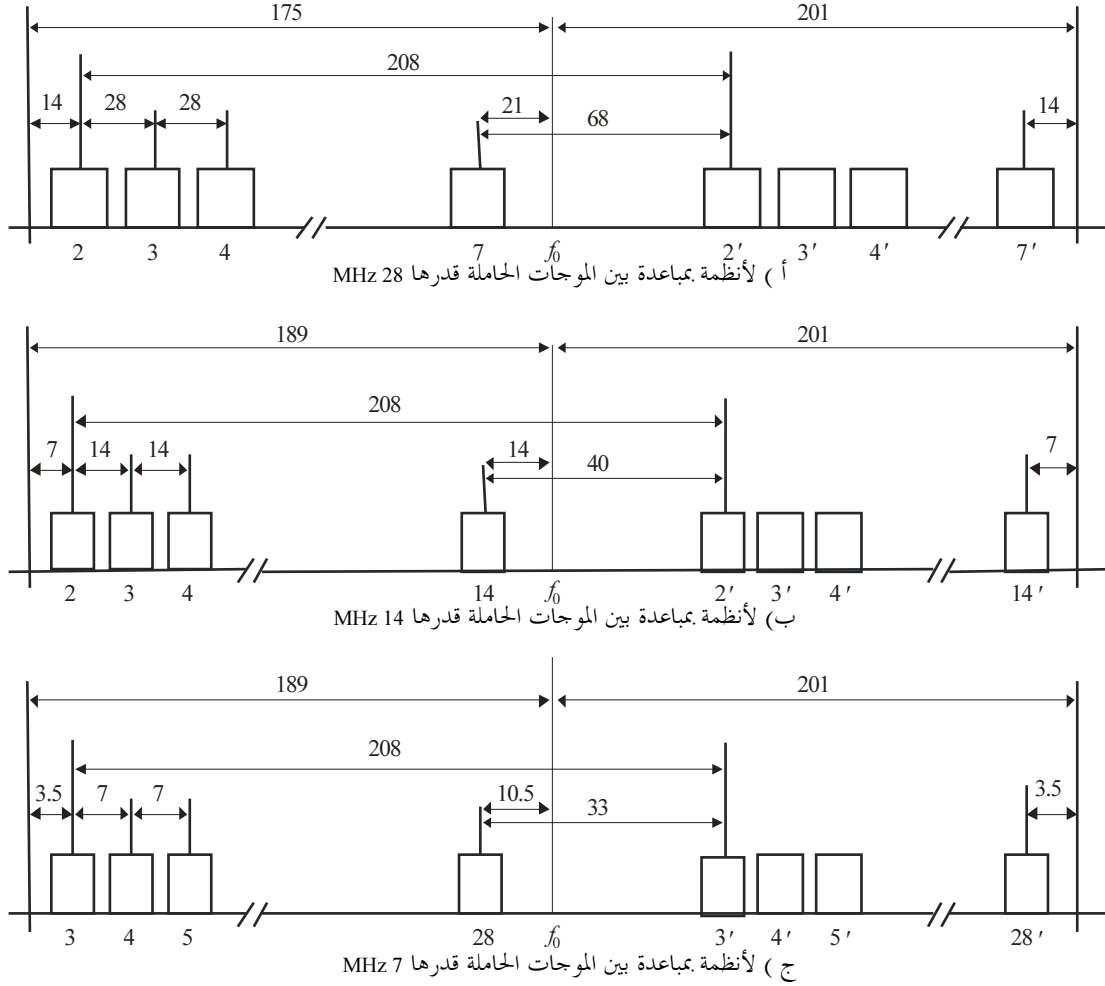 175 201
208
14 28 28 21 68 14
2 3 4 7 f0 2′ 3′ 4′ 7′
أ ) لأنظمة بمباعدة بين الموجات الحاملة قدرها 28 MHz
189 201
208
7 14 14 14 40 7
2 3 4 14 f0 2′ 3′ 4′ 14′
ب) لأنظمة بمباعدة بين الموجات الحاملة قدرها 14 MHz
189 201
208
3.5 7 7 10.5 33 3.5
3 4 5 28 f0 3′ 4′ 5′ 28′
ج ) لأنظمة بمباعدة بين الموجات الحاملة قدرها 7 MHz